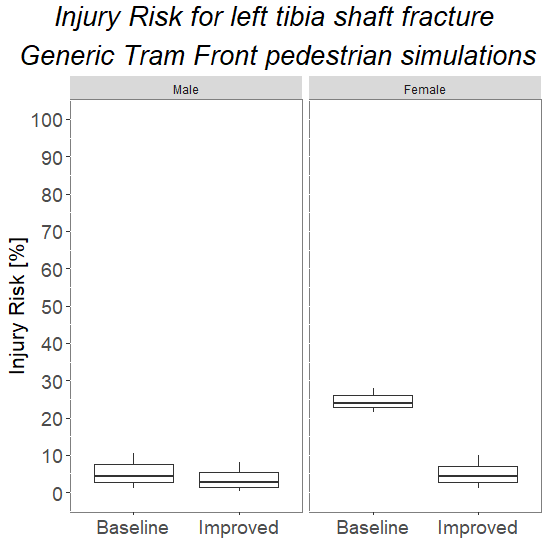 Injury Risk for left tibia shaft fracture
Generic Tram Front pedestrian simulations
Male
Female
Injury Risk [%]
100
90
80
70
60
50
40
30
20
10
0
Baseline
Improved
Baseline
Improved